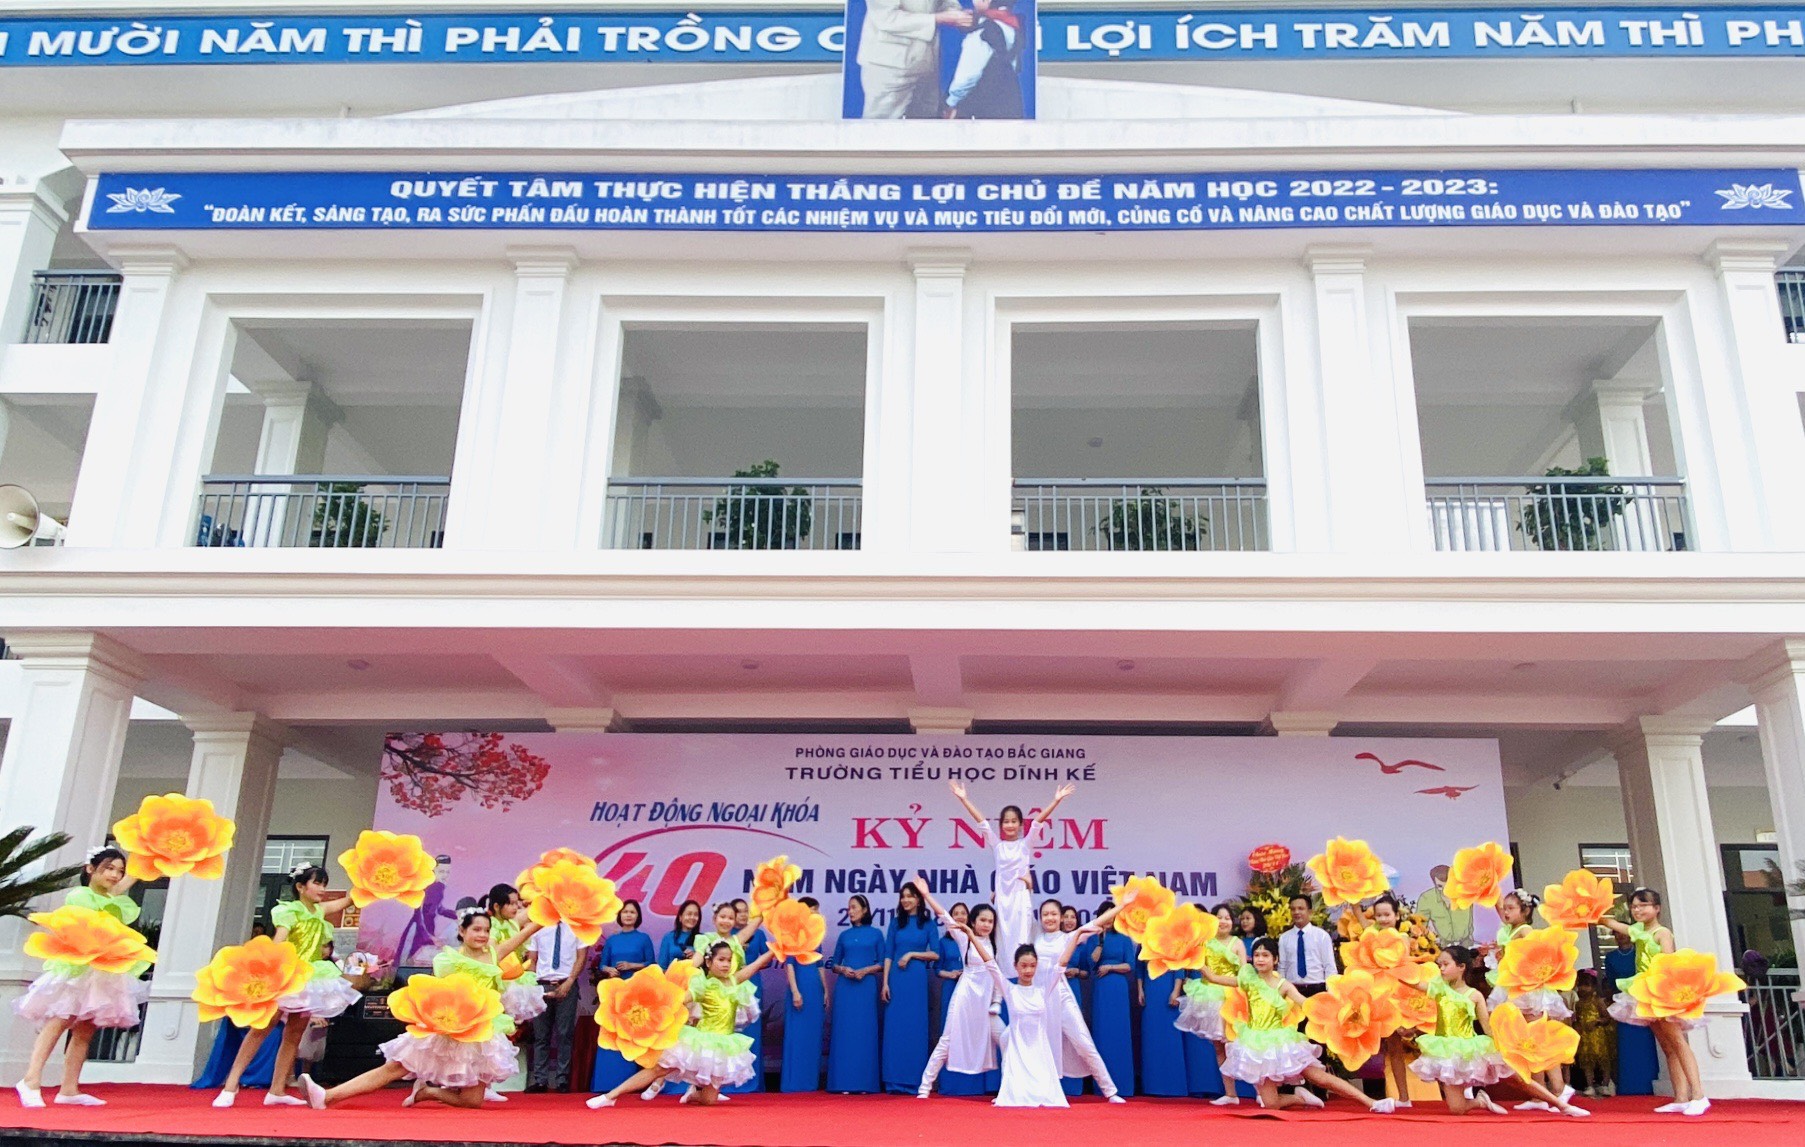 MƯỜI NĂM THÌ PHẢI TRỒNG LỢI ÍCH TRĂM NĂM THÌ
QUYẾT TÂM THỰC HIỆN THẮNG LỢI CHỦ ĐỀ NĂM HỌC 2022 - 2023:
"ĐOÀN KẾT, SÁNG TẠO, RA SỨC PHẤN ĐẤU HOÀN THÀNH TỐT CÁC NHIỆM VỤ VÀ MỤC TIÊU ĐỔI MỚI, CỦNG CỐ VÀ NÂNG CAO CHẤT LƯỢNG GIÁO DỤC VÀ ĐÀO TẠO"
PHÒNG GIÁO DỤC VÀ ĐÀO TẠO BẮC GIANG
TRƯỜNG TIỂU HỌC DĨNH KẾ
HOẠT ĐỘNG NGOẠI KHÓA
KỶ NIỆM
40 NĂM NGÀY NHÀ GIÁO VIỆT NAM